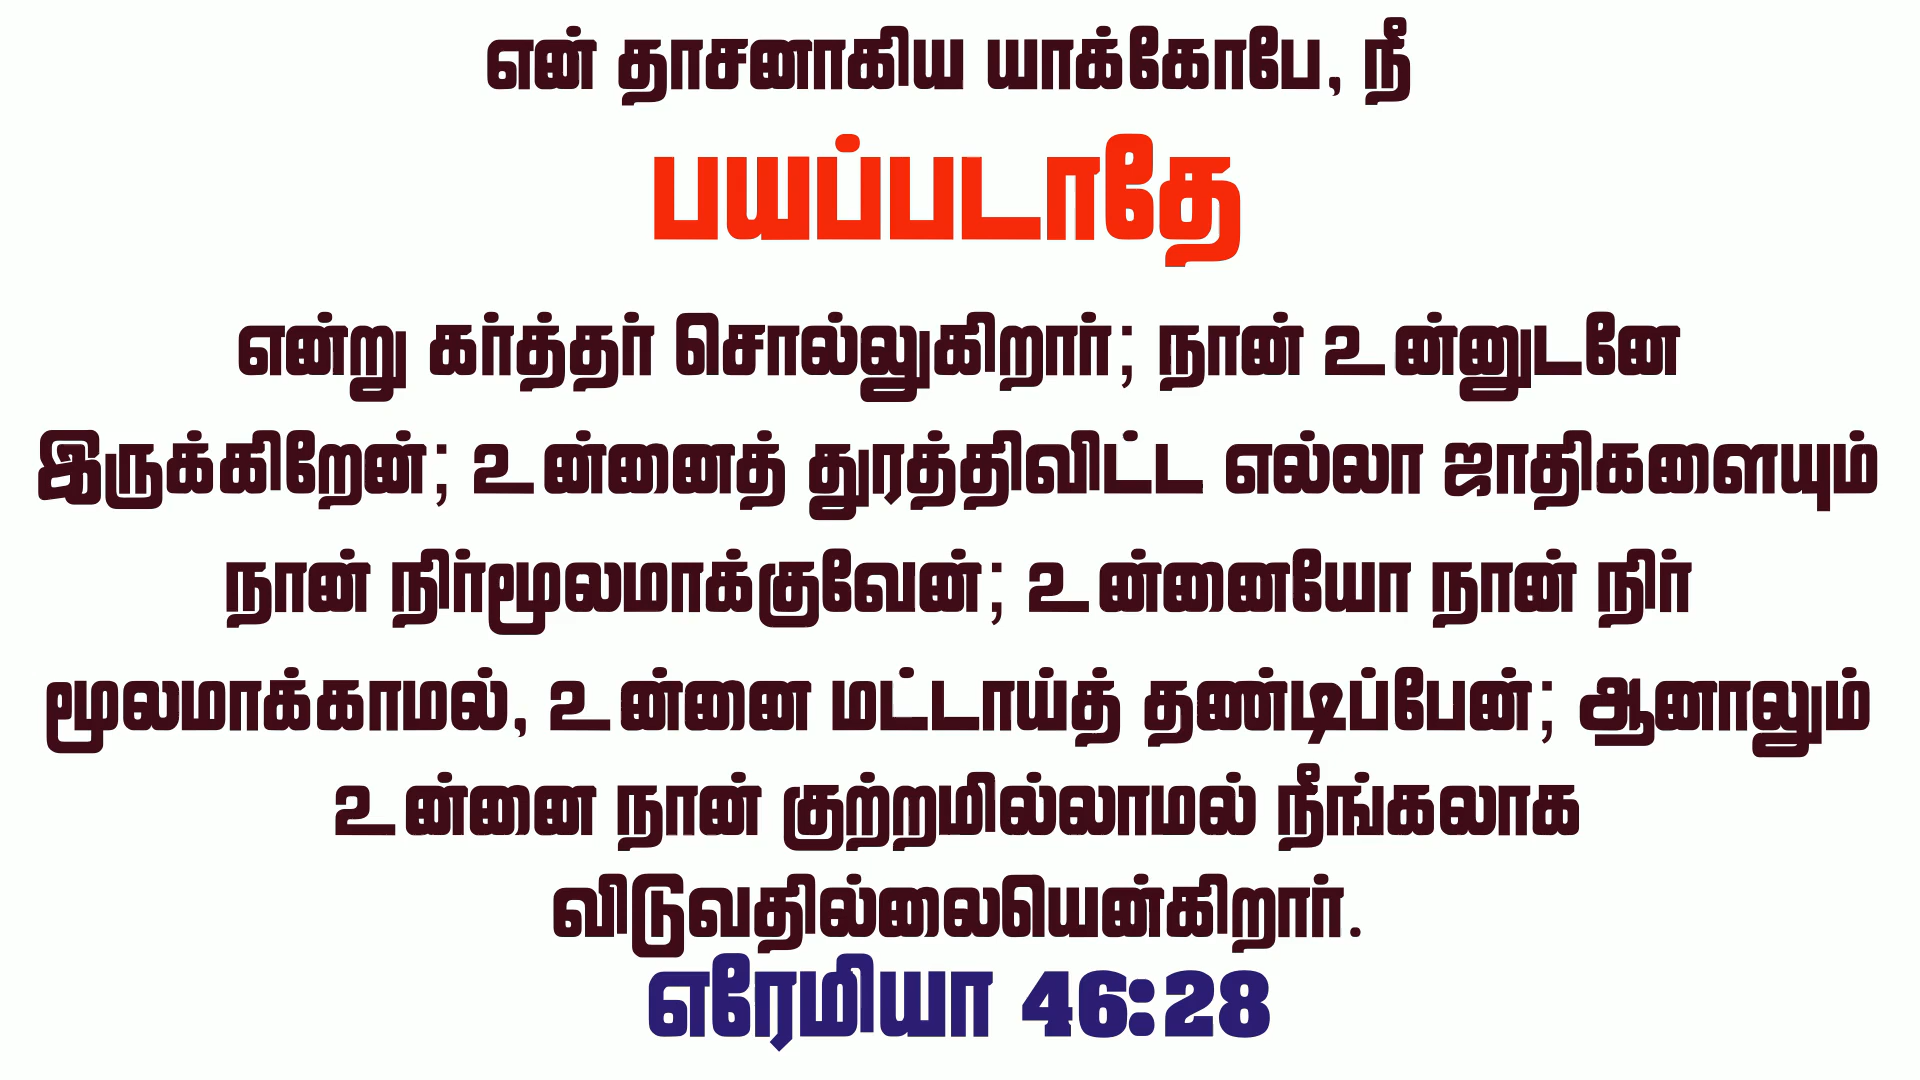 என் தாசனாகிய யாக்கோபே, நீ
பயப்படாதே
என்று கர்த்தர் சொல்லுகிறார்; நான் உன்னுடனே
இருக்கிறேன்; உன்னைத் துரத்திவிட்ட எல்லா ஜாதிகளையும்
நான் நிர்மூலமாக்குவேன்; உன்னையோ நான் நிர்
மூலமாக்காமல், உன்னை மட்டாய்த் தண்டிப்பேன்; ஆனாலும்
உன்னை நான் குற்றமில்லாமல் நீங்கலாக
விடுவதில்லையென்கிறார்.
எரேமியா 46:28